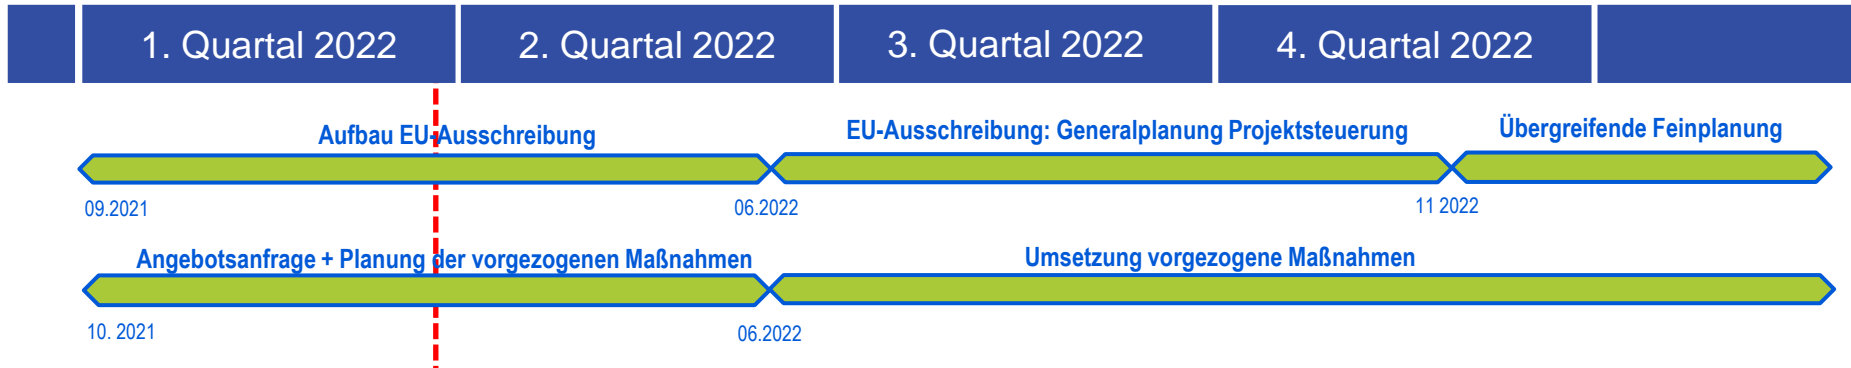 1. Quartal 2022
2. Quartal 2022
3. Quartal 2022
4. Quartal 2022
Aufbau EU-Ausschreibung
EU-Ausschreibung: Generalplanung Projektsteuerung
Übergreifende Feinplanung
09.2021
06.2022
11 2022
Angebotsanfrage + Planung der vorgezogenen Maßnahmen
Umsetzung vorgezogene Maßnahmen
10. 2021
06.2022